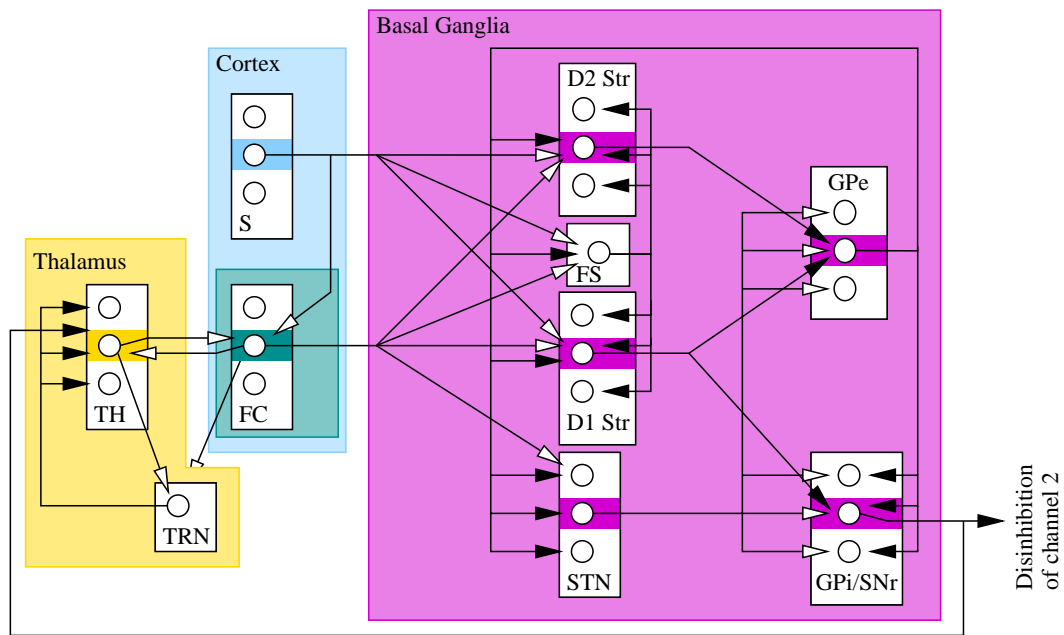 Basal Ganglia
Cortex
D2 Str
S
GPe
FS
Thalamus
TH
FC
D1 Str
TRN
STN
GPi/SNr
Disinhibition
of channel 2